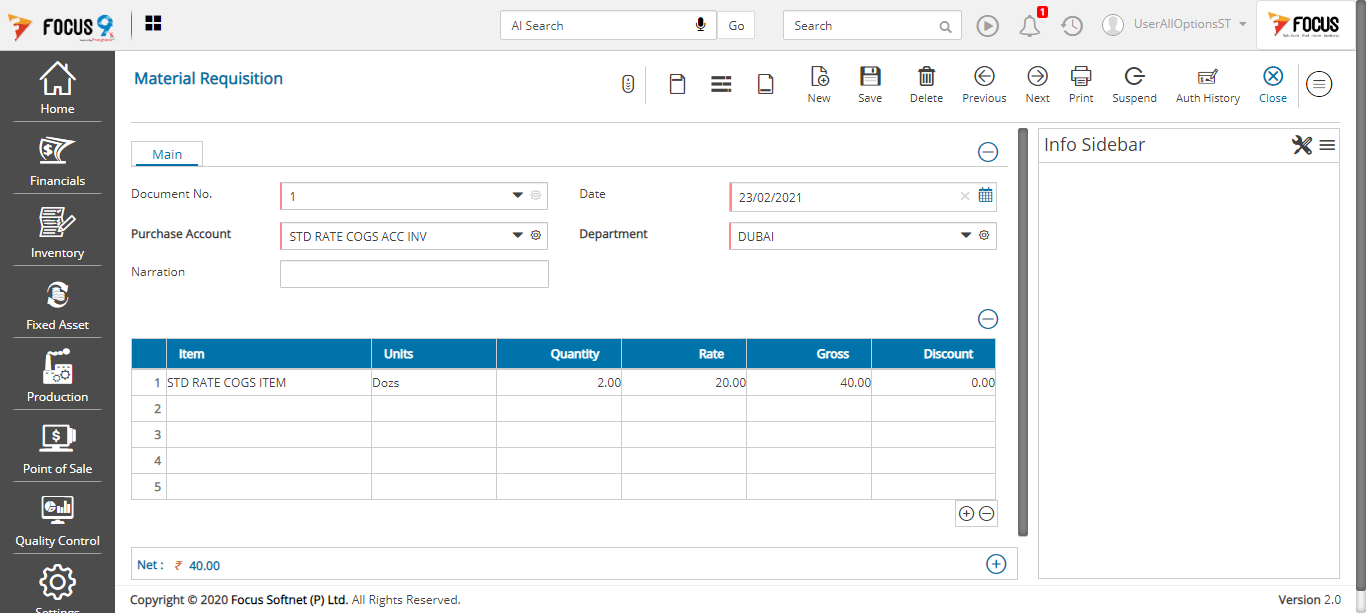 FOCUS 9
AI Search
Go
Search
1
UserAllOptionsST
FOCUS
Home
Financials
Inventory
Fixed Asset
Production
Point of Sale
Quality Control
Settings
Material Requisition
New Save Delete Previous Next Print Suspend Auth History Close
Main
Document No. 1 Date 23/02/2021
Purchase Account STD RATE COGS ACC INV Department DUBAI
Narration
Item Units Quantity Rate Gross Discount
1 STD RATE COGS ITEM Dozs 2.00 20.00 40.00 0.00
2
3
4
5
Net : ₹ 40.00
Info Sidebar
Copyright © 2020 Focus Softnet (P) Ltd. All Rights Reserved.
Version 2.0